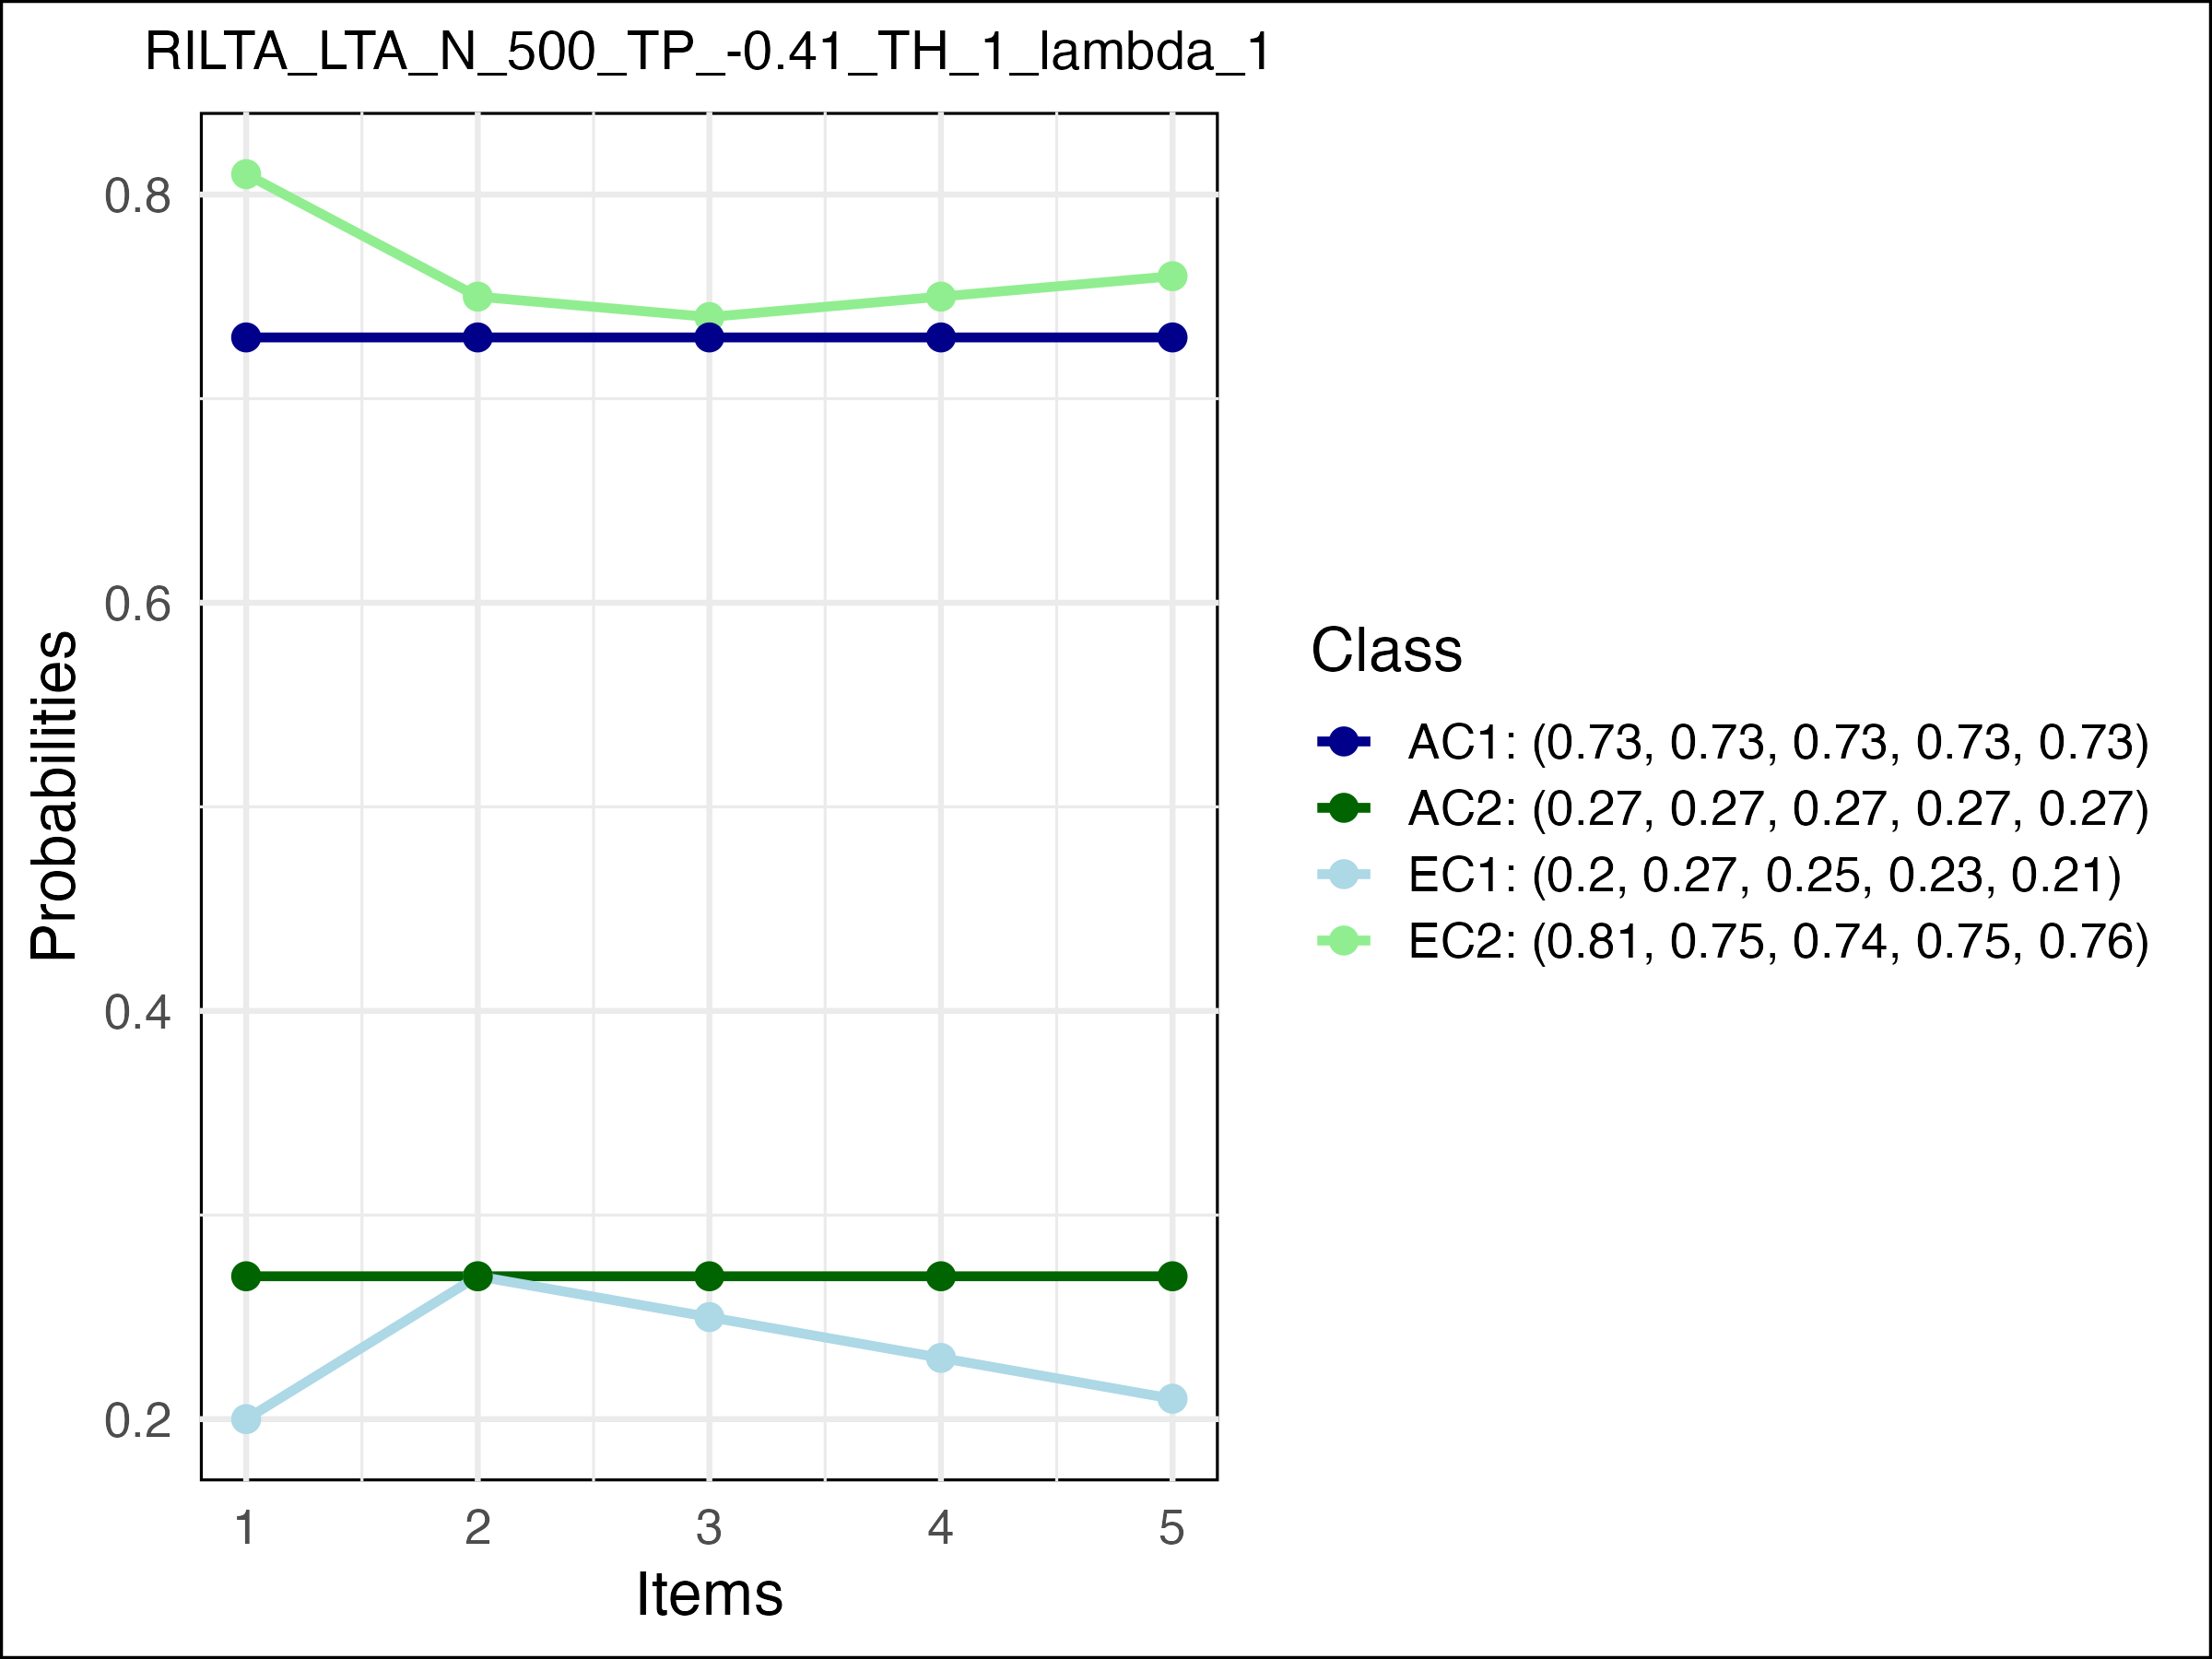 RILTA_LTA_N_500_TP_-0.41_TH_1_lambda_1
0.8
0.6
0.4
0.2
Probabilities
1 2 3 4 5
Items
Class
AC1: (0.73, 0.73, 0.73, 0.73, 0.73)
AC2: (0.27, 0.27, 0.27, 0.27, 0.27)
EC1: (0.2, 0.27, 0.25, 0.23, 0.21)
EC2: (0.81, 0.75, 0.74, 0.75, 0.76)